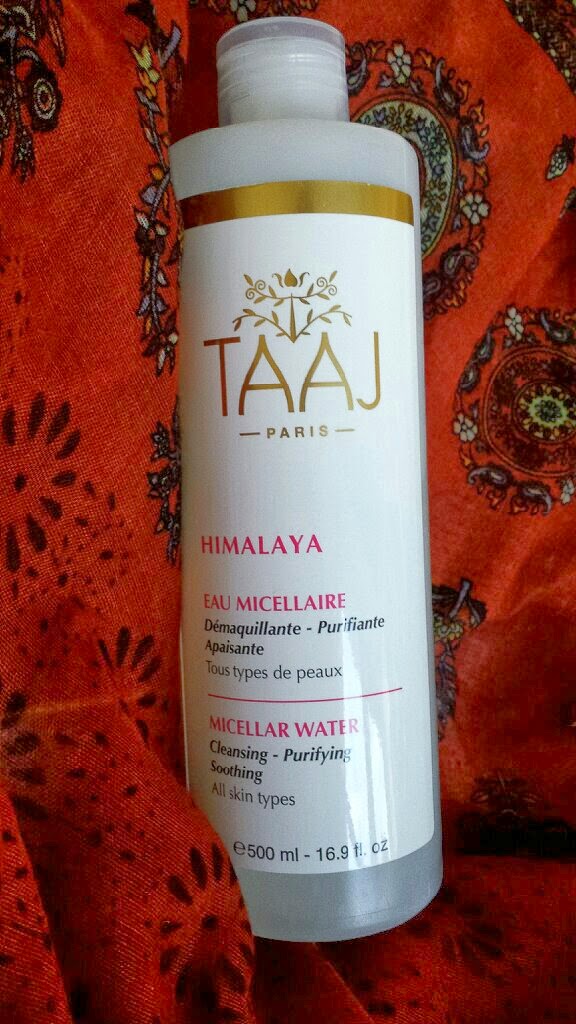 TAAJ
— PARIS —
HIMALAYA
EAU MICELLAIRE
Démaquillante - Purifiante
Apaisante
Tous types de peaux
MICELLAR WATER
Cleansing - Purifying
Soothing
All skin types
℮500 ml - 16.9 fl. oz